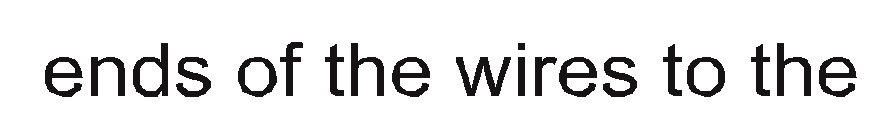 ends of the wires to the